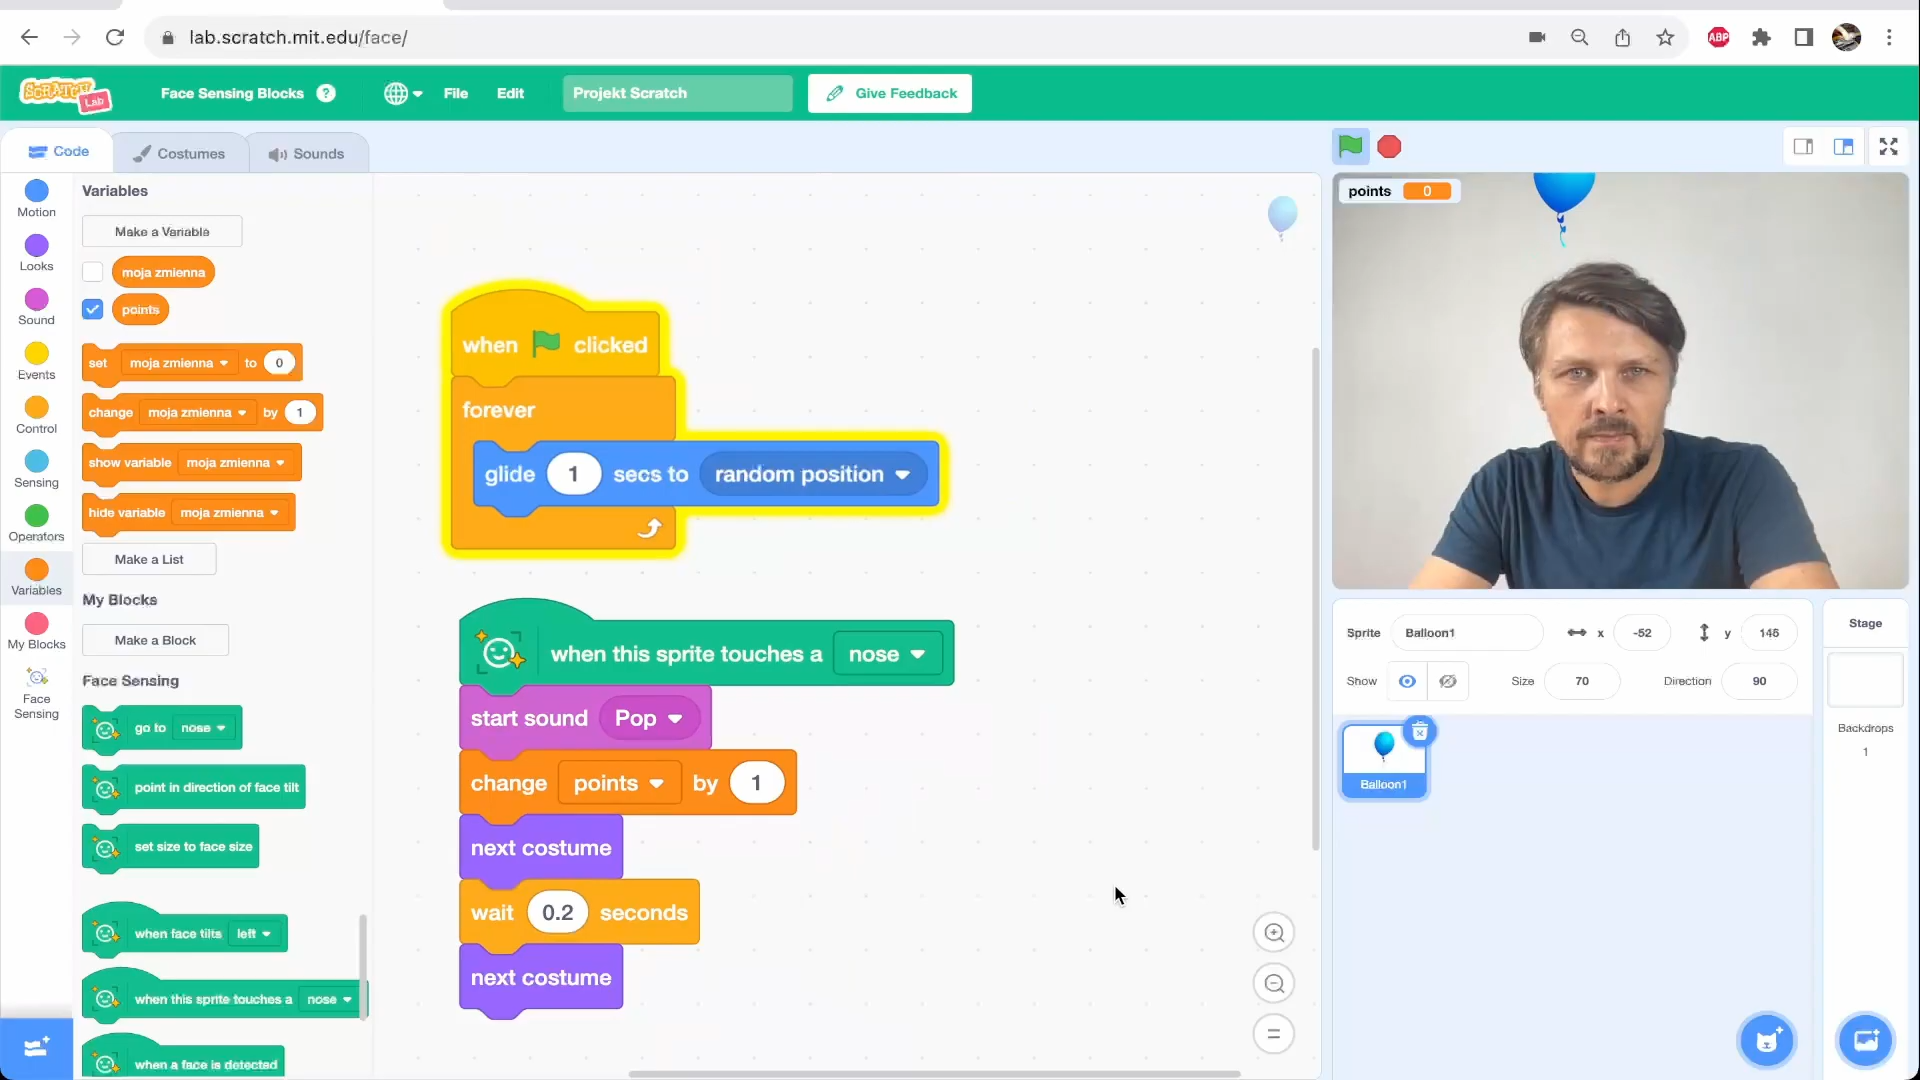 lab.scratch.mit.edu/face/
ABP
SCRATCH
Lab
Face Sensing Blocks ?
File
Edit
Projekt Scratch
Give Feedback
Code
Costumes
Sounds
Motion
Looks
Sound
Events
Control
Sensing
Operators
Variables
My Blocks
Face
Sensing
Variables
Make a Variable
moja zmienna
points
set moja zmienna to 0
change moja zmienna by 1
show variable moja zmienna
hide variable moja zmienna
Make a List
My Blocks
Make a Block
Face Sensing
go to nose
point in direction of face tilt
set size to face size
when face tilts left
when this sprite touches a nose
when a face is detected
when clicked
forever
glide 1 secs to random position
when this sprite touches a nose
start sound Pop
change points by 1
next costume
wait 0.2 seconds
next costume
points 0
Sprite Balloon1 x -52 y 146
Show Size 70 Direction 90
Balloon1
Stage
Backdrops
1